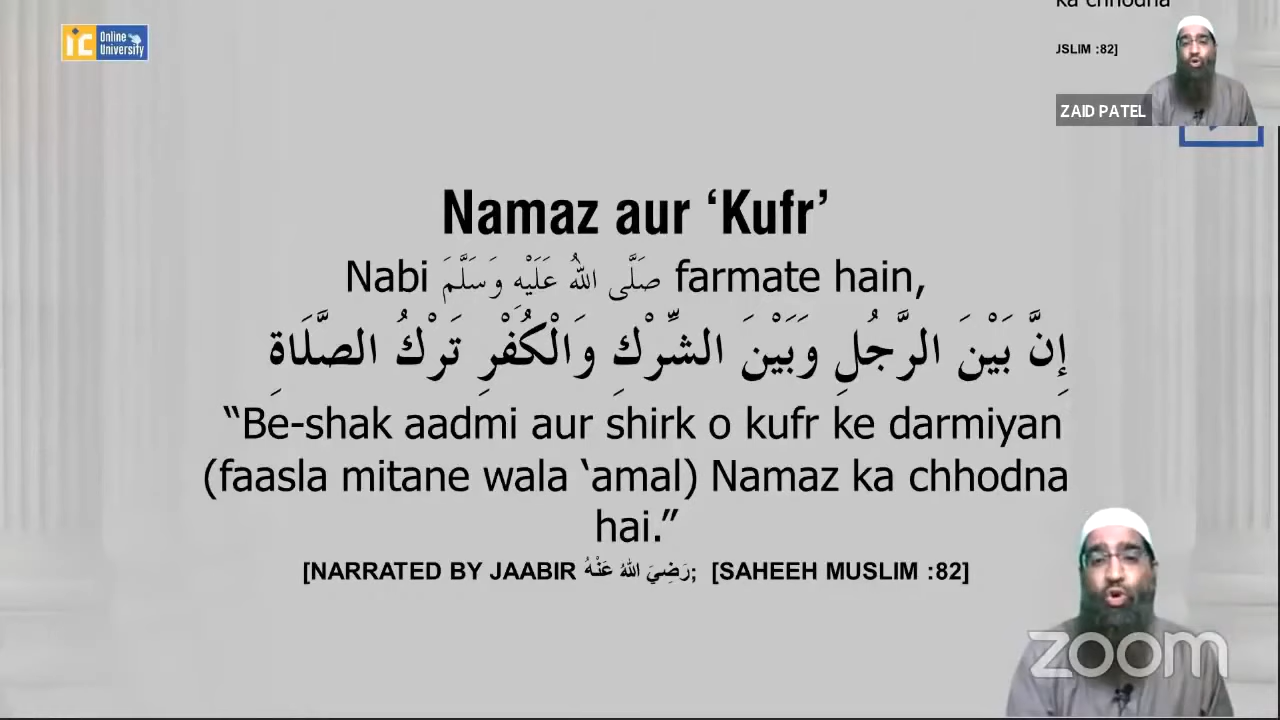 ic Online University
ka chhodna
JSLIM :82]
ZAID PATEL
Namaz aur ‘Kufr’
Nabi صَلَّى اللهُ عَلَيْهِ وَسَلَّمَ farmate hain,
إِنَّ بَيْنَ الرَّجُلِ وَبَيْنَ الشِّرْكِ وَالْكُفْرِ تَرْكُ الصَّلَاةِ
“Be-shak aadmi aur shirk o kufr ke darmiyan
(faasla mitane wala ‘amal) Namaz ka chhodna
hai.”
[NARRATED BY JAABIR رَضِيَ اللهُ عَنْهُ; [SAHEEH MUSLIM :82]
zoom